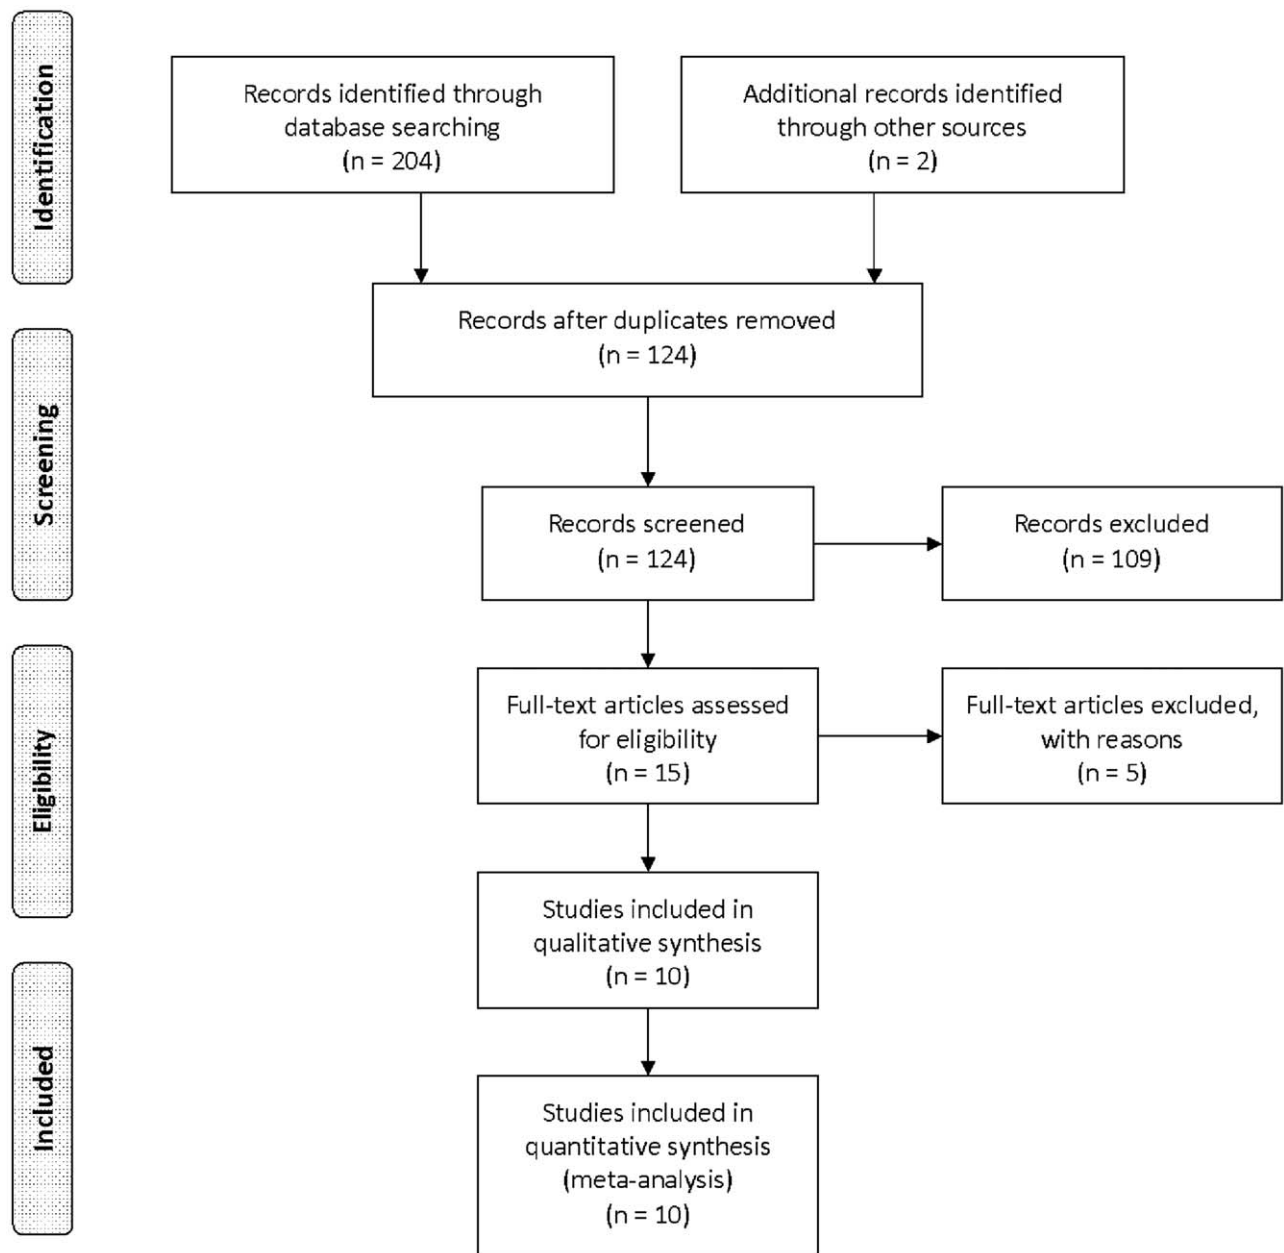 Identification
Records identified through
database searching
(n = 204)
Additional records identified
through other sources
(n = 2)
Records after duplicates removed
(n = 124)
Screening
Records screened
(n = 124)
Records excluded
(n = 109)
Eligibility
Full-text articles assessed
for eligibility
(n = 15)
Full-text articles excluded,
with reasons
(n = 5)
Studies included in
qualitative synthesis
(n = 10)
Included
Studies included in
quantitative synthesis
(meta-analysis)
(n = 10)